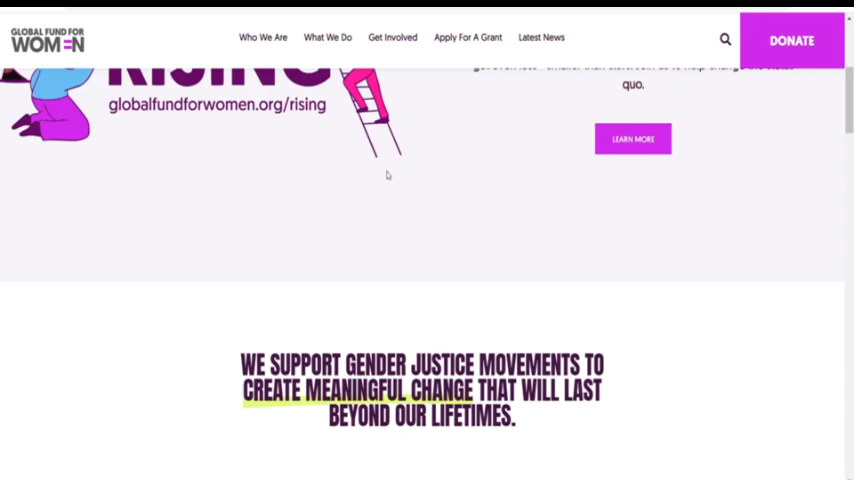 GLOBAL FUND FOR
WOMEN
Who We Are
What We Do
Get Involved
Apply For A Grant
Latest News
DONATE
RISING
globalfundforwomen.org/rising
quo.
LEARN MORE
WE SUPPORT GENDER JUSTICE MOVEMENTS TO
CREATE MEANINGFUL CHANGE THAT WILL LAST
BEYOND OUR LIFETIMES.